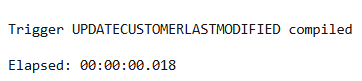 Trigger UPDATECUSTOMERLASTMODIFIED compiled
Elapsed: 00:00:00.018